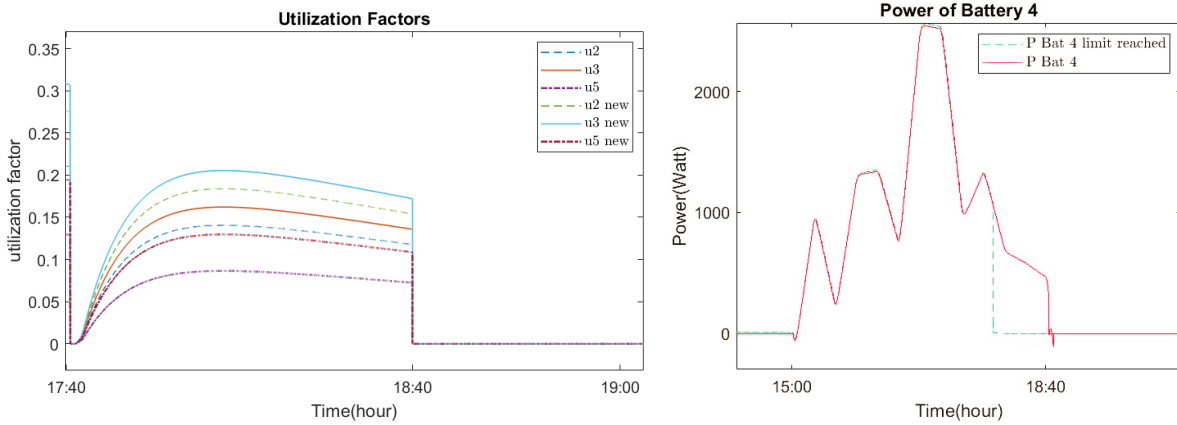 Utilization Factors
0.35
0.3
0.25
0.2
0.15
0.1
0.05
0
utilization factor
u2
u3
u5
u2 new
u3 new
u5 new
17:40
18:40
19:00
Time(hour)
Power of Battery 4
2000
1000
0
Power(Watt)
P Bat 4 limit reached
P Bat 4
15:00
18:40
Time(hour)